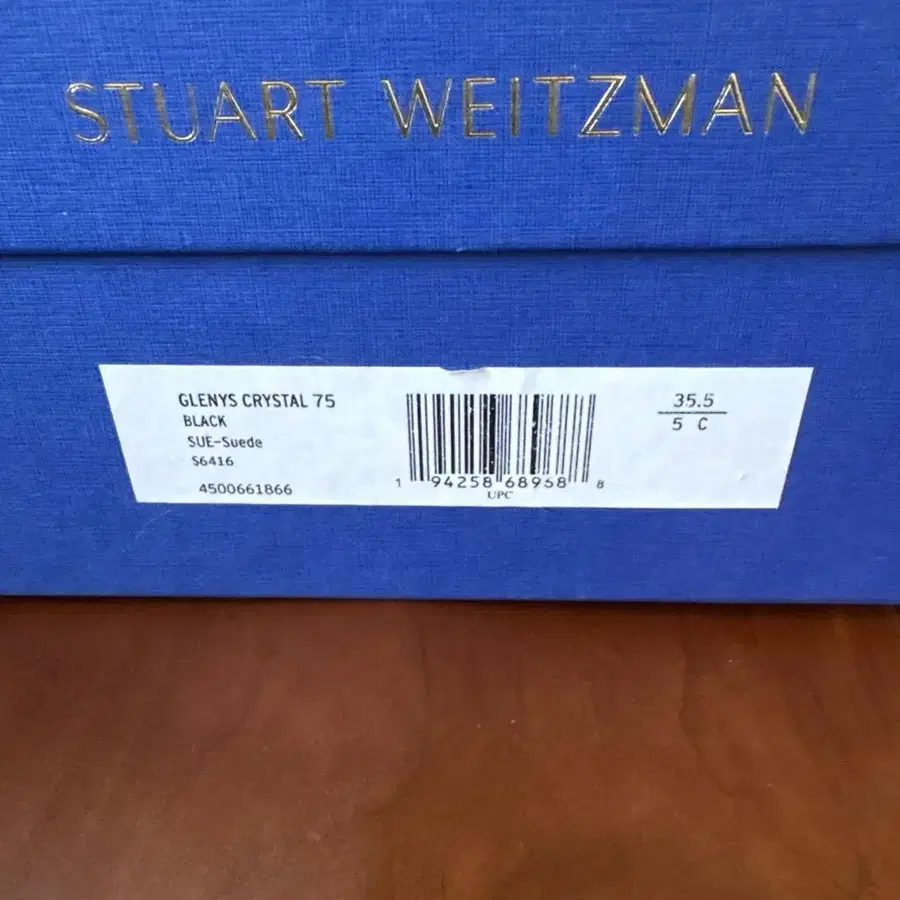 STUART WEITZMAN
GLENYS CRYSTAL 75
BLACK
SUE-Suede
S6416
4500661866
1 94258 68958 8
UPC
35.5
5 C